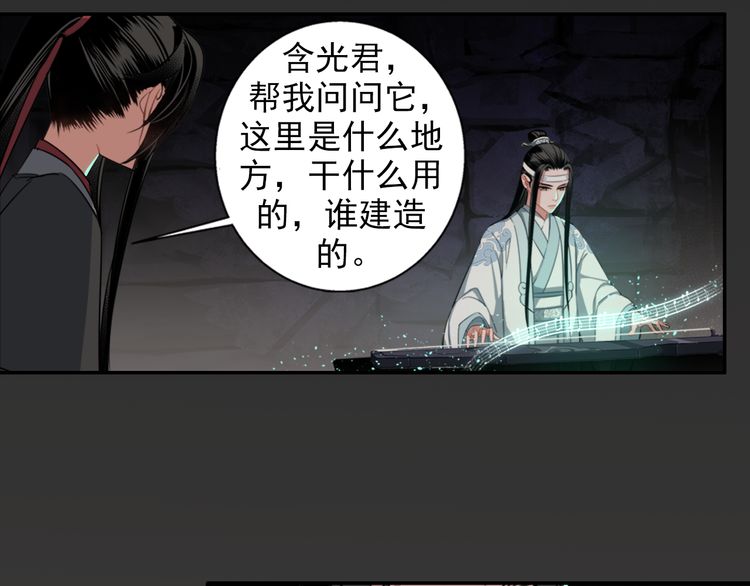 含光君，
帮我问问它，
这里是什么地
方，干什么用
的，谁建造
的。